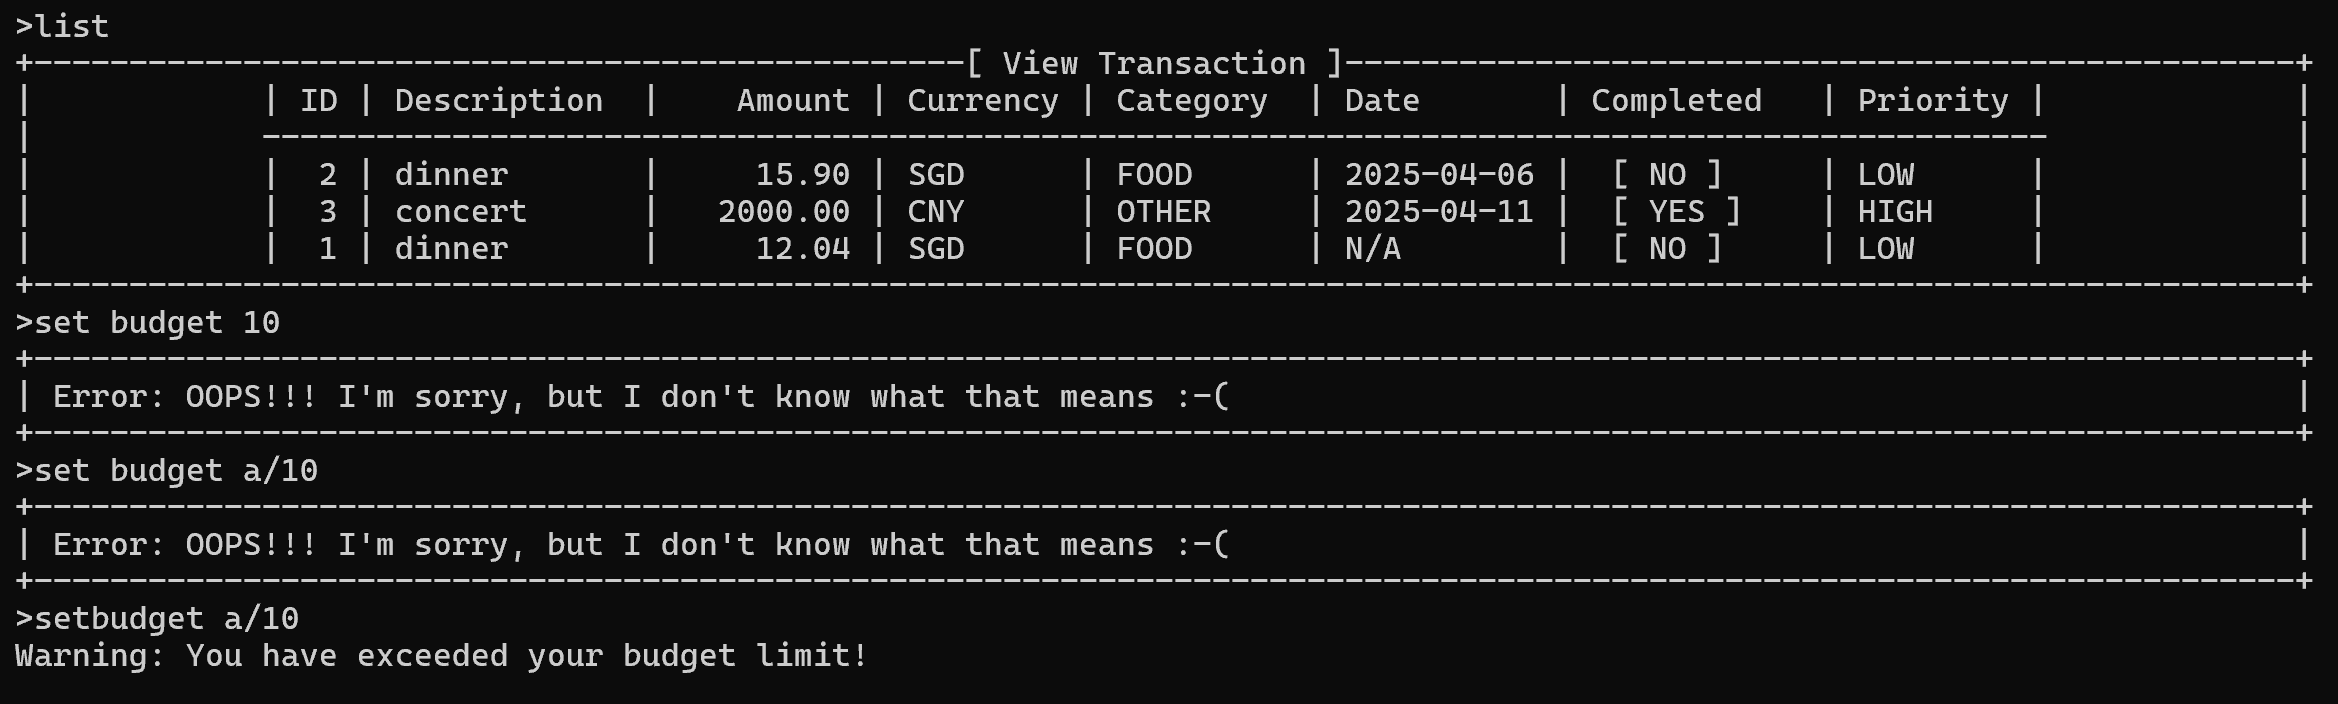 >list
+-------------------------------------------------[ View Transaction ]--------------------------------------------------+
|            | ID | Description  |    Amount | Currency | Category  | Date       | Completed   | Priority |             |
|            ----------------------------------------------------------------------------------------------             |
|            |  2 | dinner       |     15.90 | SGD      | FOOD      | 2025-04-06 |  [ NO ]     | LOW      |             |
|            |  3 | concert      |   2000.00 | CNY      | OTHER     | 2025-04-11 |  [ YES ]    | HIGH     |             |
|            |  1 | dinner       |     12.04 | SGD      | FOOD      | N/A        |  [ NO ]     | LOW      |             |
+-----------------------------------------------------------------------------------------------------------------------+
>set budget 10
+-----------------------------------------------------------------------------------------------------------------------+
| Error: OOPS!!! I'm sorry, but I don't know what that means :-(                                                        |
+-----------------------------------------------------------------------------------------------------------------------+
>set budget a/10
+-----------------------------------------------------------------------------------------------------------------------+
| Error: OOPS!!! I'm sorry, but I don't know what that means :-(                                                        |
+-----------------------------------------------------------------------------------------------------------------------+
>setbudget a/10
Warning: You have exceeded your budget limit!